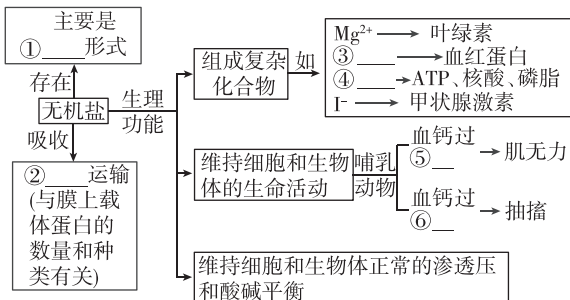 主要是
①____形式
存在
无机盐
吸收
②____运输
(与膜上载
体蛋白的
数量和种
类有关)
生理
功能
组成复杂
化合物
如
Mg²⁺→叶绿素
③____→血红蛋白
④____→ATP、核酸、磷脂
I⁻→甲状腺激素
维持细胞和生物
体的生命活动
哺乳
动物
血钙过
⑤__→肌无力
血钙过
⑥__→抽搐
维持细胞和生物体正常的渗透压
和酸碱平衡